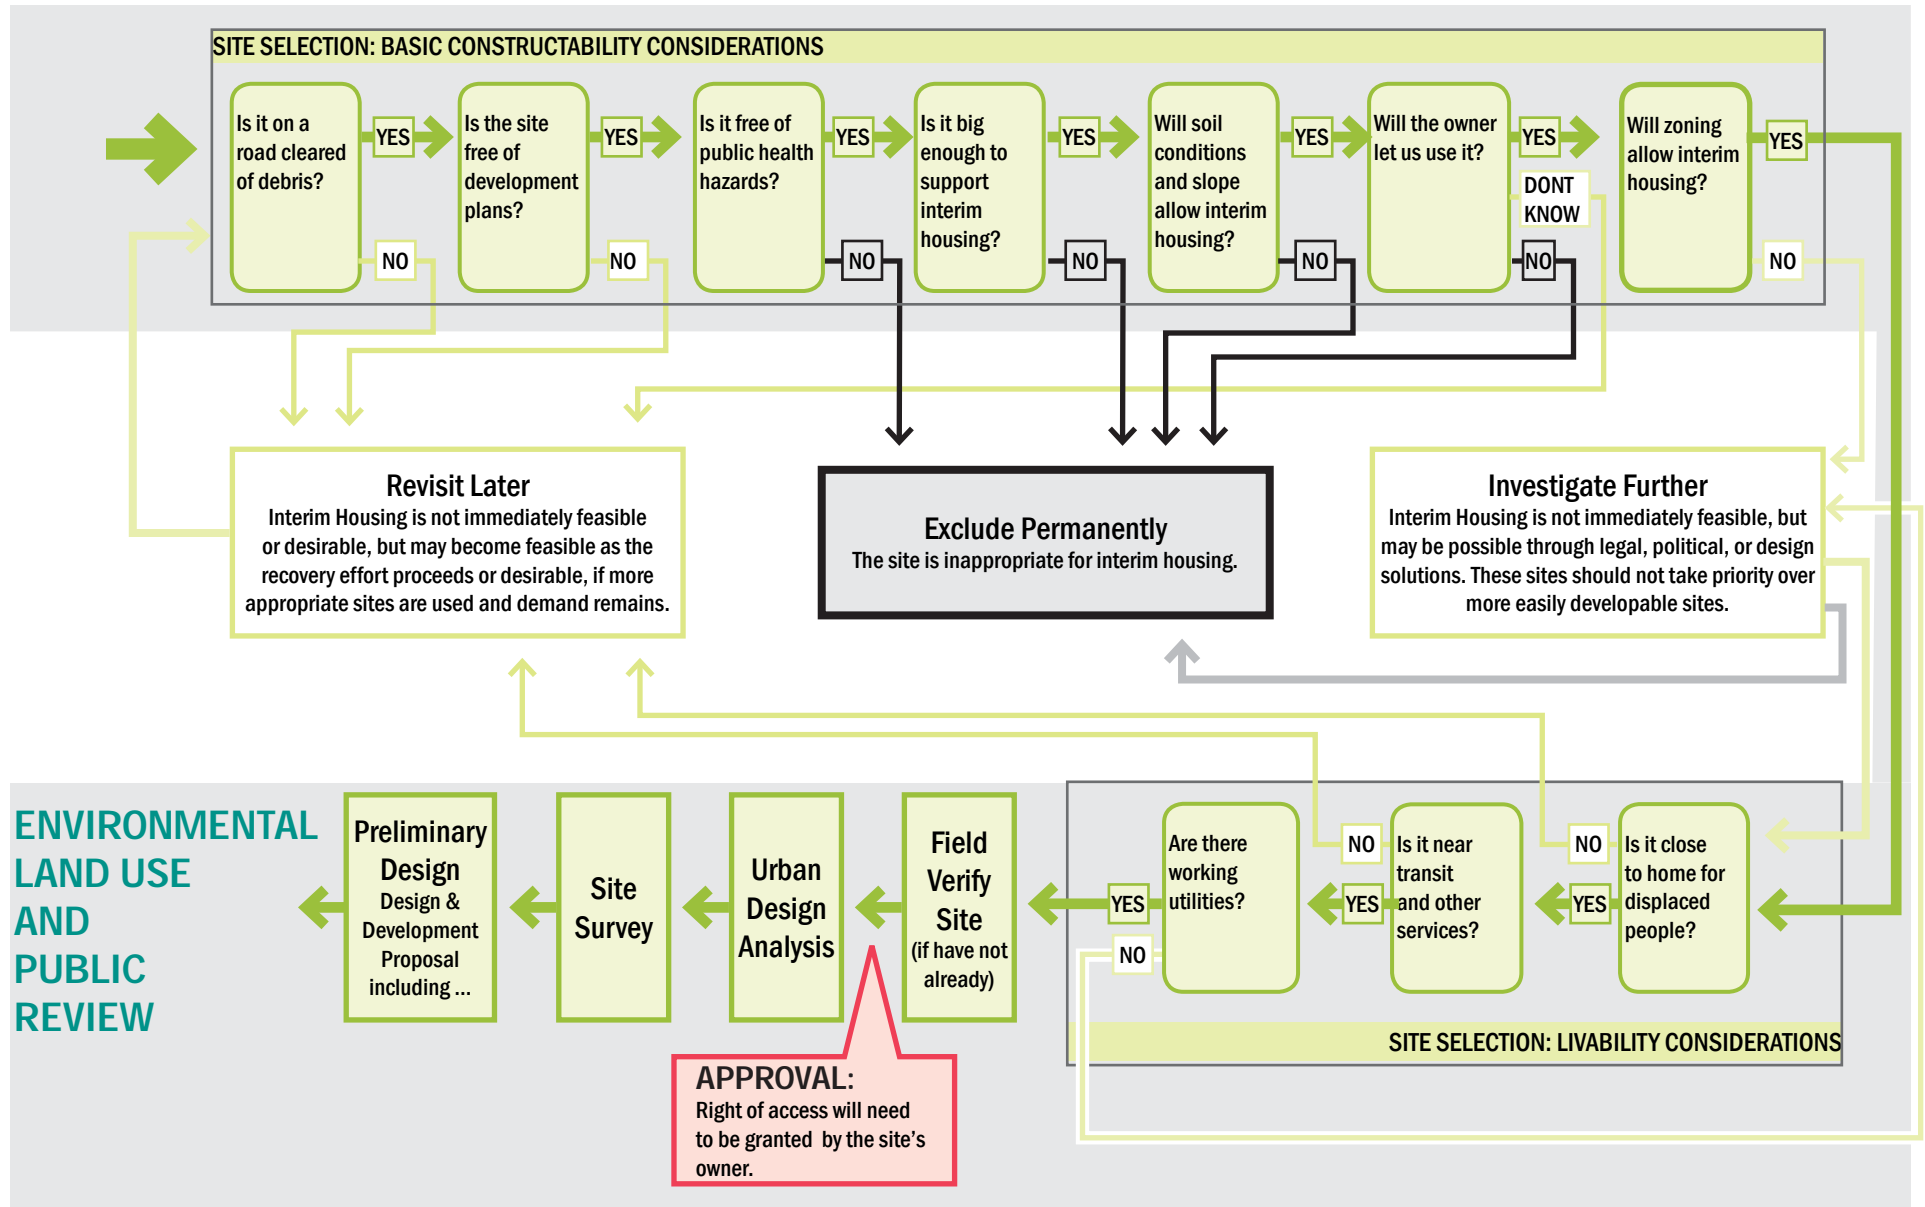 SITE SELECTION: BASIC CONSTRUCTABILITY CONSIDERATIONS
Is it on a
road cleared
of debris?
YES
NO
Is the site
free of
development
plans?
YES
NO
Is it free of
public health
hazards?
YES
NO
Is it big
enough to
support
interim
housing?
YES
NO
Will soil
conditions
and slope
allow interim
housing?
YES
NO
Will the owner
let us use it?
YES
DONT
KNOW
NO
Will zoning
allow interim
housing?
YES
NO
Revisit Later
Interim Housing is not immediately feasible
or desirable, but may become feasible as the
recovery effort proceeds or desirable, if more
appropriate sites are used and demand remains.
Exclude Permanently
The site is inappropriate for interim housing.
Investigate Further
Interim Housing is not immediately feasible, but
may be possible through legal, political, or design
solutions. These sites should not take priority over
more easily developable sites.
ENVIRONMENTAL
LAND USE
AND
PUBLIC
REVIEW
Preliminary
Design
Design &
Development
Proposal
including ...
Site
Survey
Urban
Design
Analysis
Field
Verify
Site
(if have not
already)
YES
NO
Are there
working
utilities?
NO
YES
Is it near
transit
and other
services?
NO
YES
Is it close
to home for
displaced
people?
SITE SELECTION: LIVABILITY CONSIDERATIONS
APPROVAL:
Right of access will need
to be granted by the site's
owner.